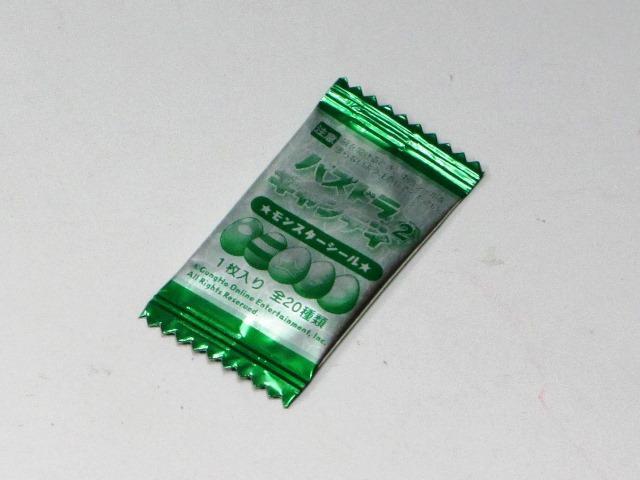 注意
パズドラ
キャンディ2
★モンスターシール★
1枚入り 全20種類
©GungHo Online Entertainment, Inc.
All Rights Reserved.